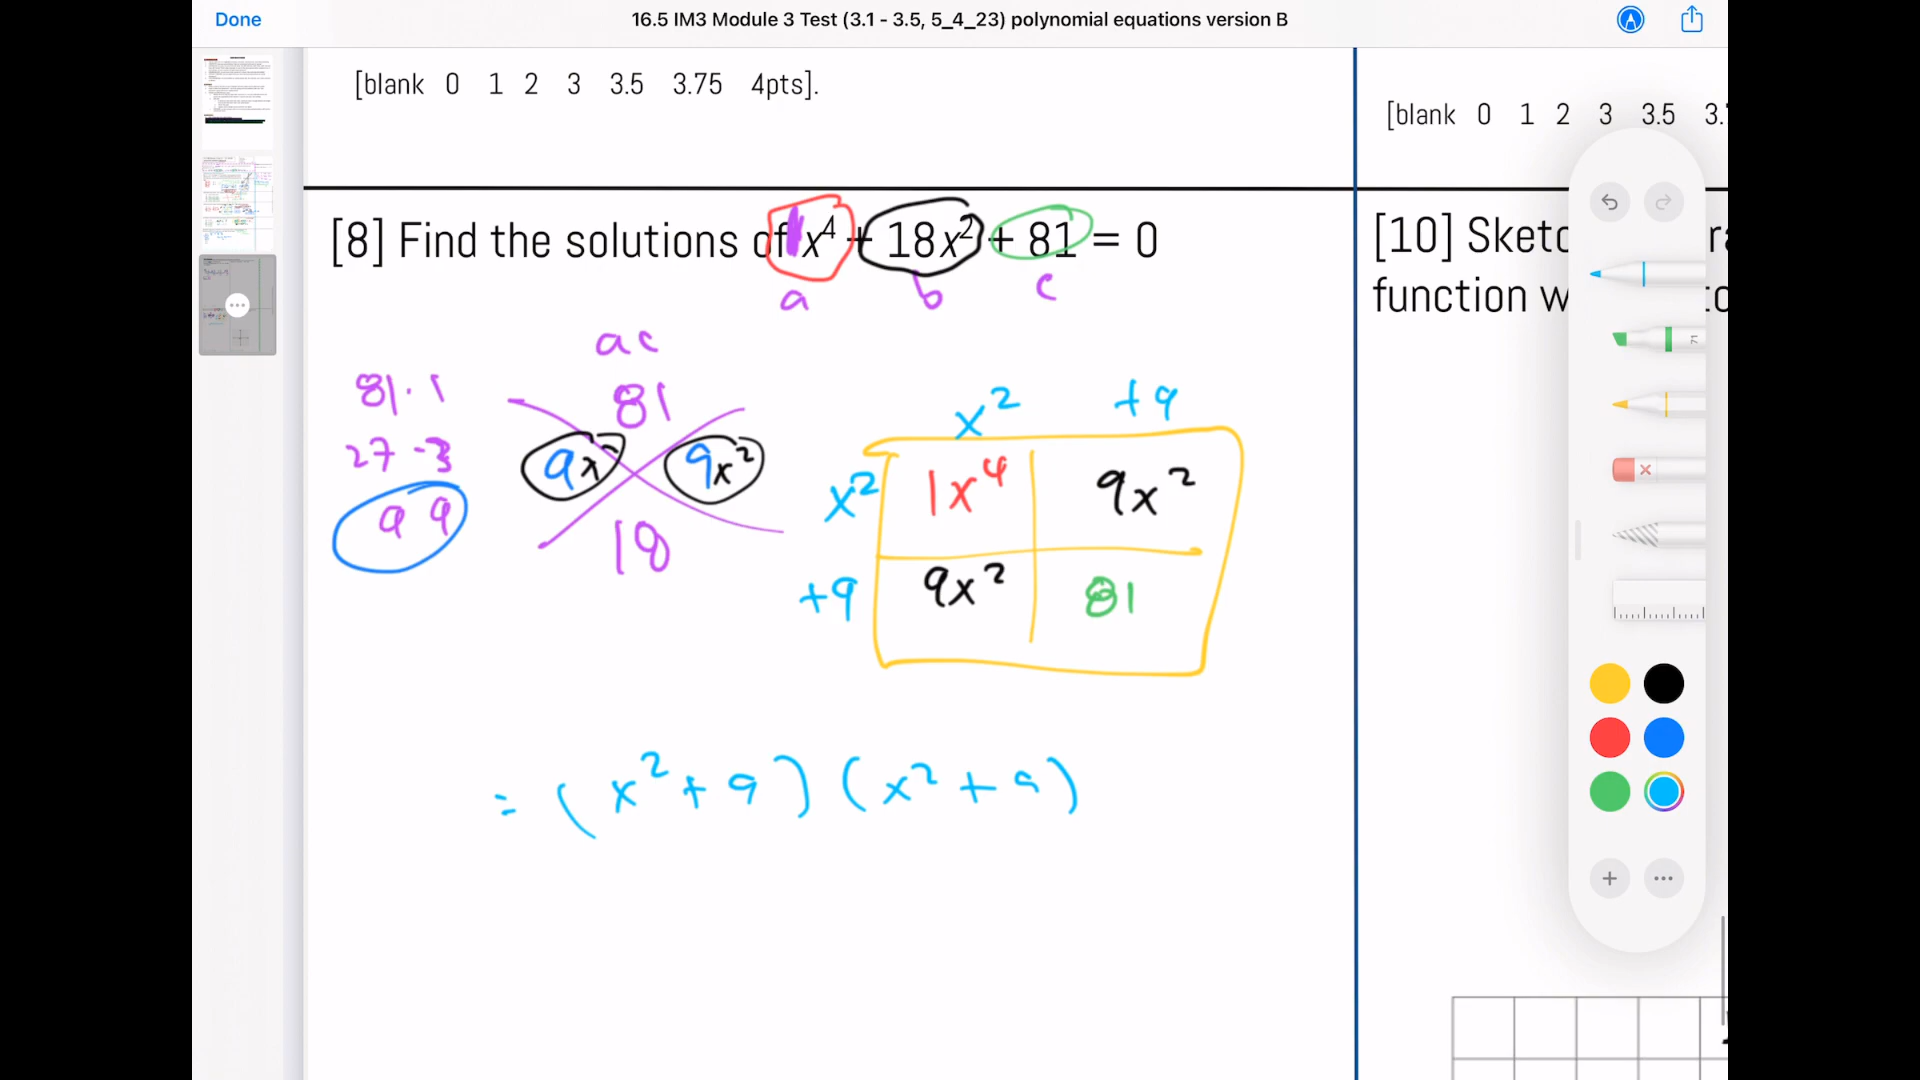 Done
16.5 IM3 Module 3 Test (3.1 - 3.5, 5_4_23) polynomial equations version B
[blank 0 1 2 3 3.5 3.75 4pts].
[blank 0 1 2 3 3.5 3.
[8] Find the solutions of 1x⁴ + 18x² + 81 = 0
a b c
[10] Sketc
function w
ac
81 · 1
81
27 · 3
9x 9x²
9 9
18
x² +9
x² 1x⁴ 9x²
+9 9x² 81
= (x² + 9)(x² + 9)
71